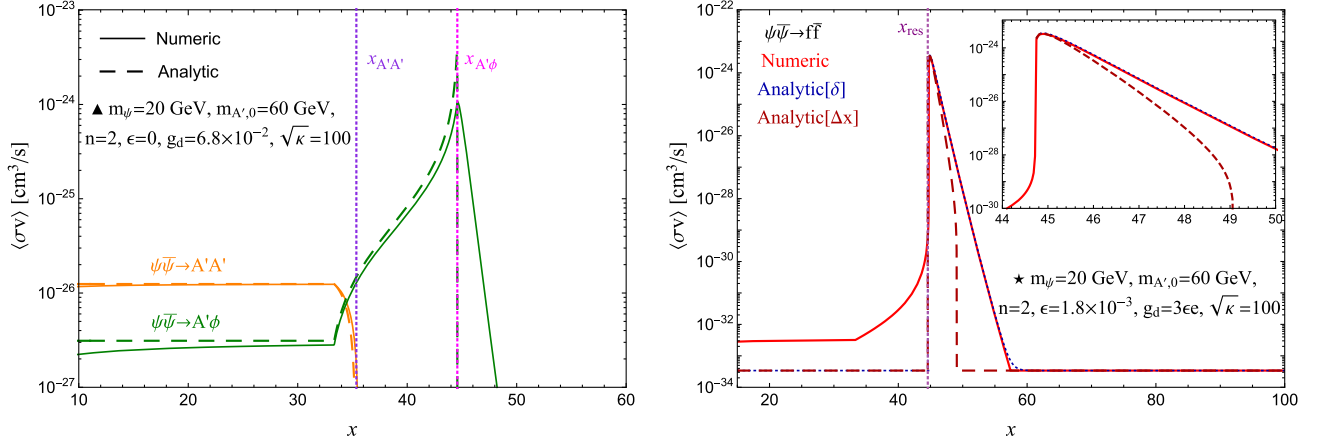 10⁻²³
10⁻²⁴
10⁻²⁵
10⁻²⁶
10⁻²⁷
⟨σv⟩ [cm³/s]
Numeric
Analytic
▲ m_ψ=20 GeV, m_A',0=60 GeV,
n=2, ϵ=0, g_d=6.8×10⁻², √κ=100
x_A'A'
x_A'ϕ
ψψ̅→A'A'
ψψ̅→A'ϕ
10 20 30 40 50 60
x
10⁻²²
10⁻²⁴
10⁻²⁶
10⁻²⁸
10⁻³⁰
10⁻³²
10⁻³⁴
⟨σv⟩ [cm³/s]
ψψ̅→ff̅
Numeric
Analytic[δ]
Analytic[Δx]
x_res
10⁻²⁴
10⁻²⁶
10⁻²⁸
10⁻³⁰
44 45 46 47 48 49 50
★ m_ψ=20 GeV, m_A',0=60 GeV,
n=2, ϵ=1.8×10⁻³, g_d=3ϵe, √κ=100
20 40 60 80 100
x